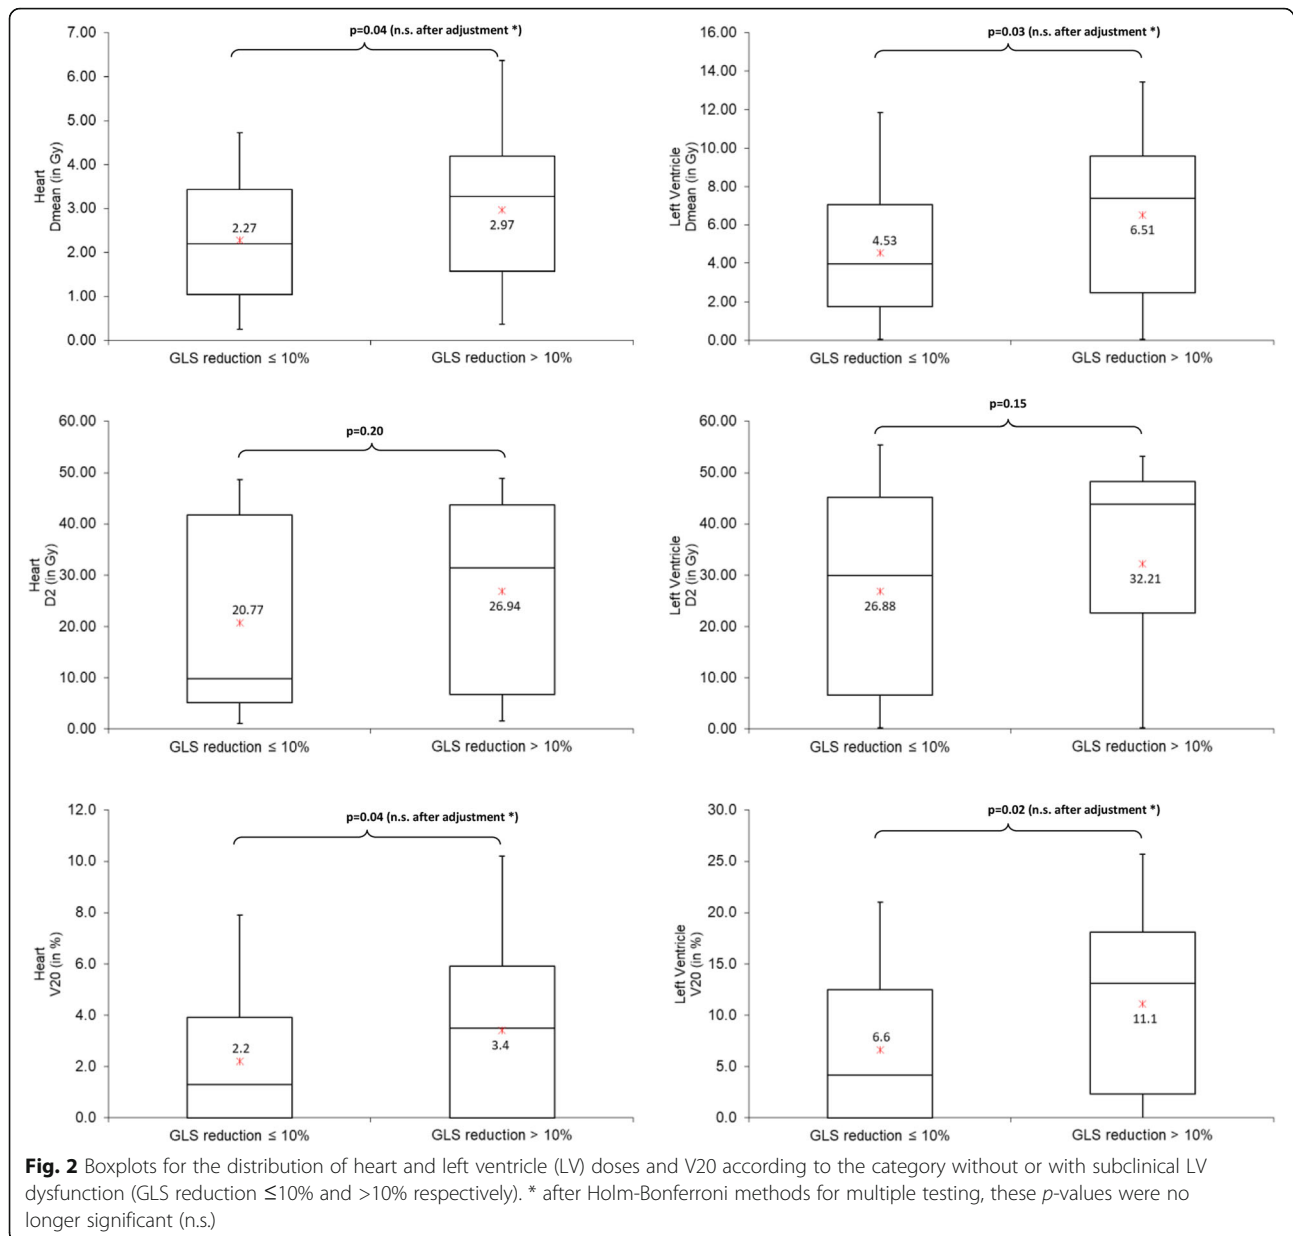 p=0.04 (n.s. after adjustment *)
7.00
6.00
5.00
4.00
3.00
2.00
1.00
0.00
Heart
Dmean (in Gy)
2.27
2.97
GLS reduction ≤ 10%
GLS reduction > 10%
p=0.03 (n.s. after adjustment *)
16.00
14.00
12.00
10.00
8.00
6.00
4.00
2.00
0.00
Left Ventricle
Dmean (in Gy)
4.53
6.51
GLS reduction ≤ 10%
GLS reduction > 10%
p=0.20
60.00
50.00
40.00
30.00
20.00
10.00
0.00
Heart
D2 (in Gy)
20.77
26.94
GLS reduction ≤ 10%
GLS reduction > 10%
p=0.15
60.00
50.00
40.00
30.00
20.00
10.00
0.00
Left Ventricle
D2 (in Gy)
26.88
32.21
GLS reduction ≤ 10%
GLS reduction > 10%
p=0.04 (n.s. after adjustment *)
12.0
10.0
8.0
6.0
4.0
2.0
0.0
Heart
V20 (in %)
2.2
3.4
GLS reduction ≤ 10%
GLS reduction > 10%
p=0.02 (n.s. after adjustment *)
30.0
25.0
20.0
15.0
10.0
5.0
0.0
Left Ventricle
V20 (in %)
6.6
11.1
GLS reduction ≤ 10%
GLS reduction > 10%
Fig. 2 Boxplots for the distribution of heart and left ventricle (LV) doses and V20 according to the category without or with subclinical LV
dysfunction (GLS reduction ≤10% and >10% respectively). * after Holm-Bonferroni methods for multiple testing, these p-values were no
longer significant (n.s.)